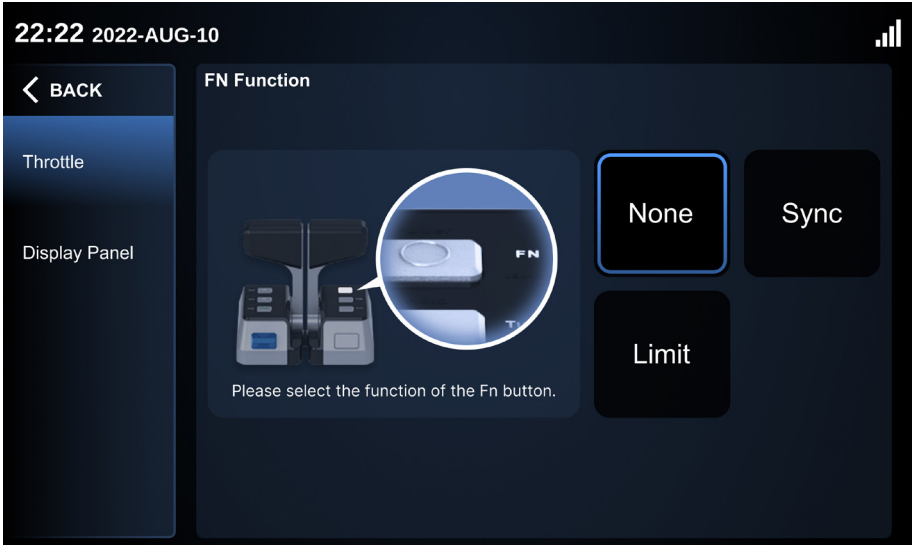 22:22 2022-AUG-10
BACK
Throttle
Display Panel
FN Function
FN
Please select the function of the Fn button.
None
Sync
Limit